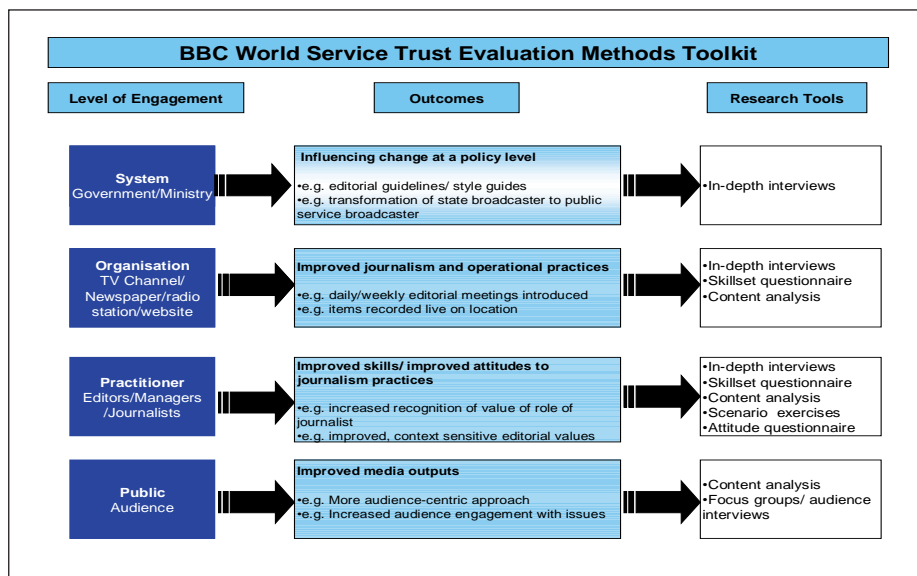 BBC World Service Trust Evaluation Methods Toolkit
Level of Engagement
Outcomes
Research Tools
System
Government/Ministry
Influencing change at a policy level
•e.g. editorial guidelines/ style guides
•e.g. transformation of state broadcaster to public
service broadcaster
•In-depth interviews
Organisation
TV Channel/
Newspaper/radio
station/website
Improved journalism and operational practices
•e.g. daily/weekly editorial meetings introduced
•e.g. items recorded live on location
•In-depth interviews
•Skillset questionnaire
•Content analysis
Practitioner
Editors/Managers
/Journalists
Improved skills/ improved attitudes to
journalism practices
•e.g. increased recognition of value of role of
journalist
•e.g. improved, context sensitive editorial values
•In-depth interviews
•Skillset questionnaire
•Content analysis
•Scenario exercises
•Attitude questionnaire
Public
Audience
Improved media outputs
•e.g. More audience-centric approach
•e.g. Increased audience engagement with issues
•Content analysis
•Focus groups/ audience
interviews